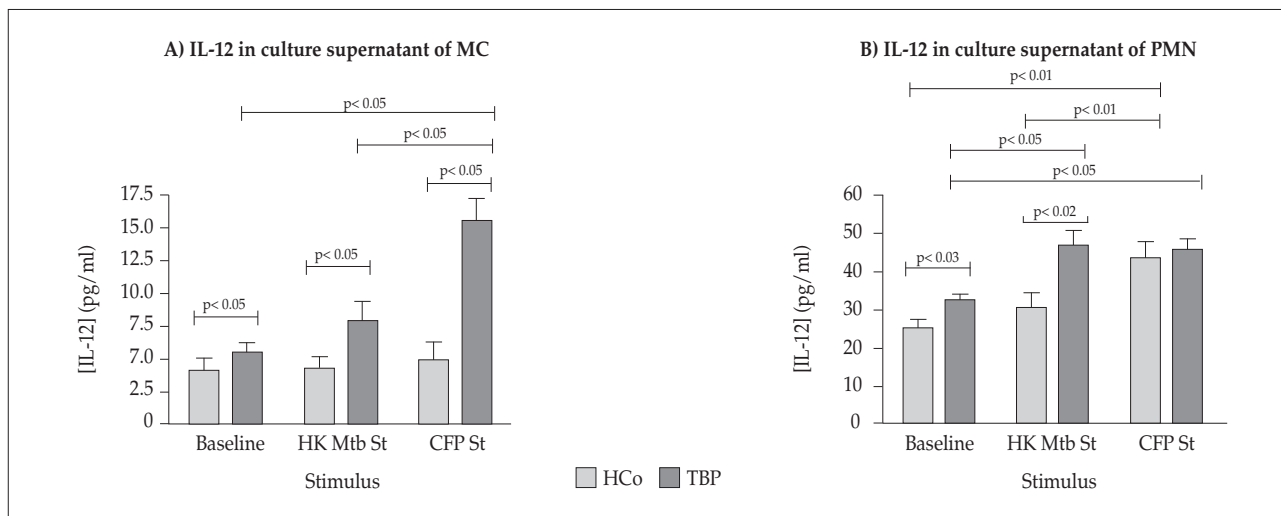 A) IL-12 in culture supernatant of MC
p< 0.05
p< 0.05
p< 0.05
p< 0.05
p< 0.05
17.5
15.0
12.5
10.0
7.0
2.5
0
[IL-12] (pg/ml)
Baseline
HK Mtb St
CFP St
Stimulus
B) IL-12 in culture supernatant of PMN
p< 0.01
p< 0.01
p< 0.05
p< 0.05
p< 0.02
p< 0.03
60
50
40
30
20
10
0
[IL-12] (pg/ml)
Baseline
HK Mtb St
CFP St
Stimulus
HCo
TBP